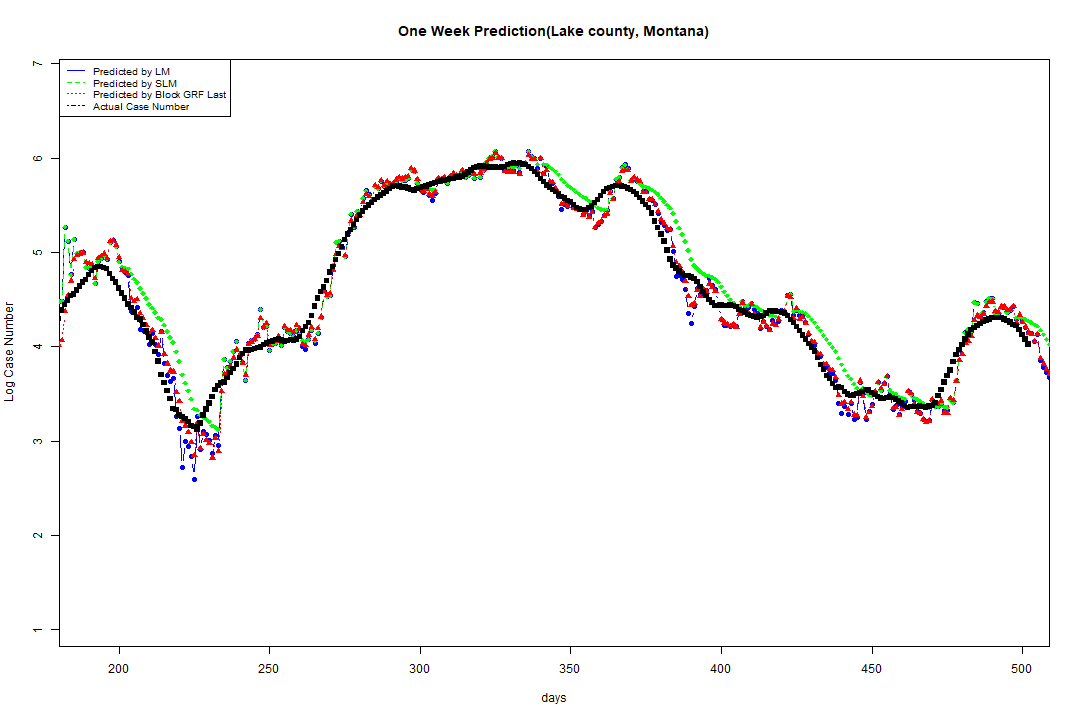 One Week Prediction(Lake county, Montana)
Predicted by LM
Predicted by SLM
Predicted by Block GRF Last
Actual Case Number
7
6
5
4
3
2
1
Log Case Number
200 250 300 350 400 450 500
days